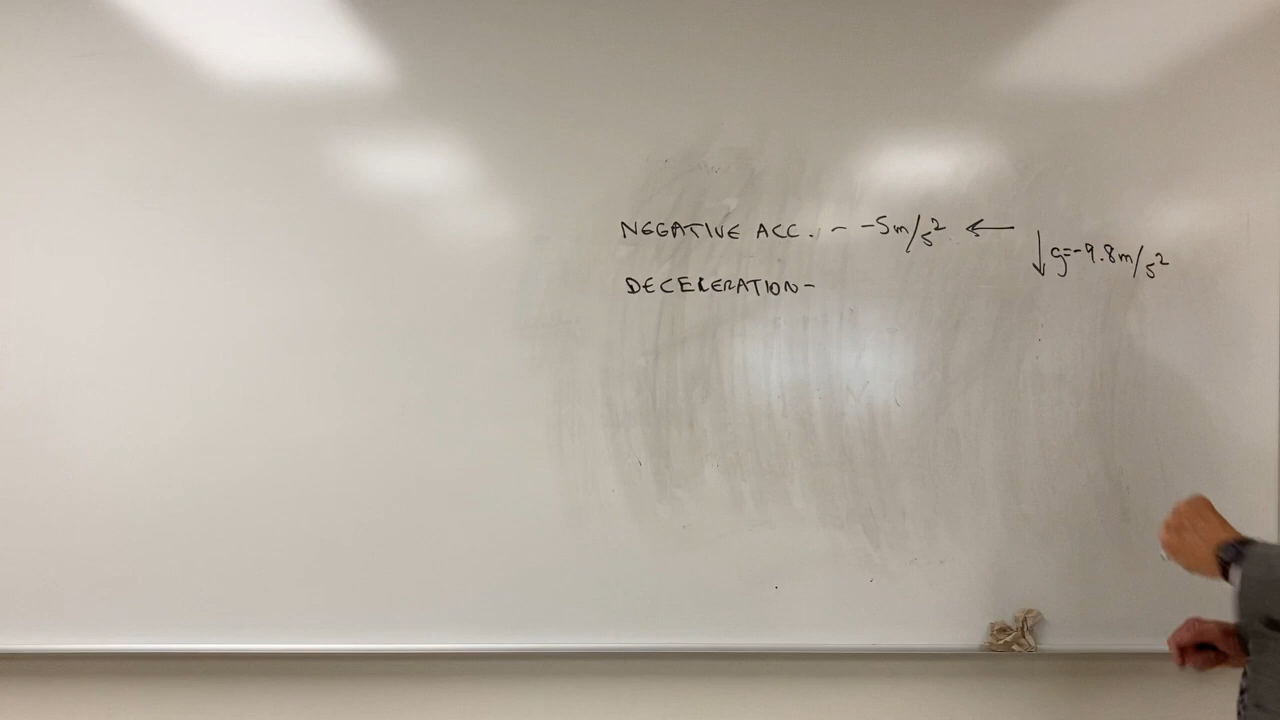 NEGATIVE ACC. - -5m/s² ←
↓ g=-9.8m/s²
DECELERATION-